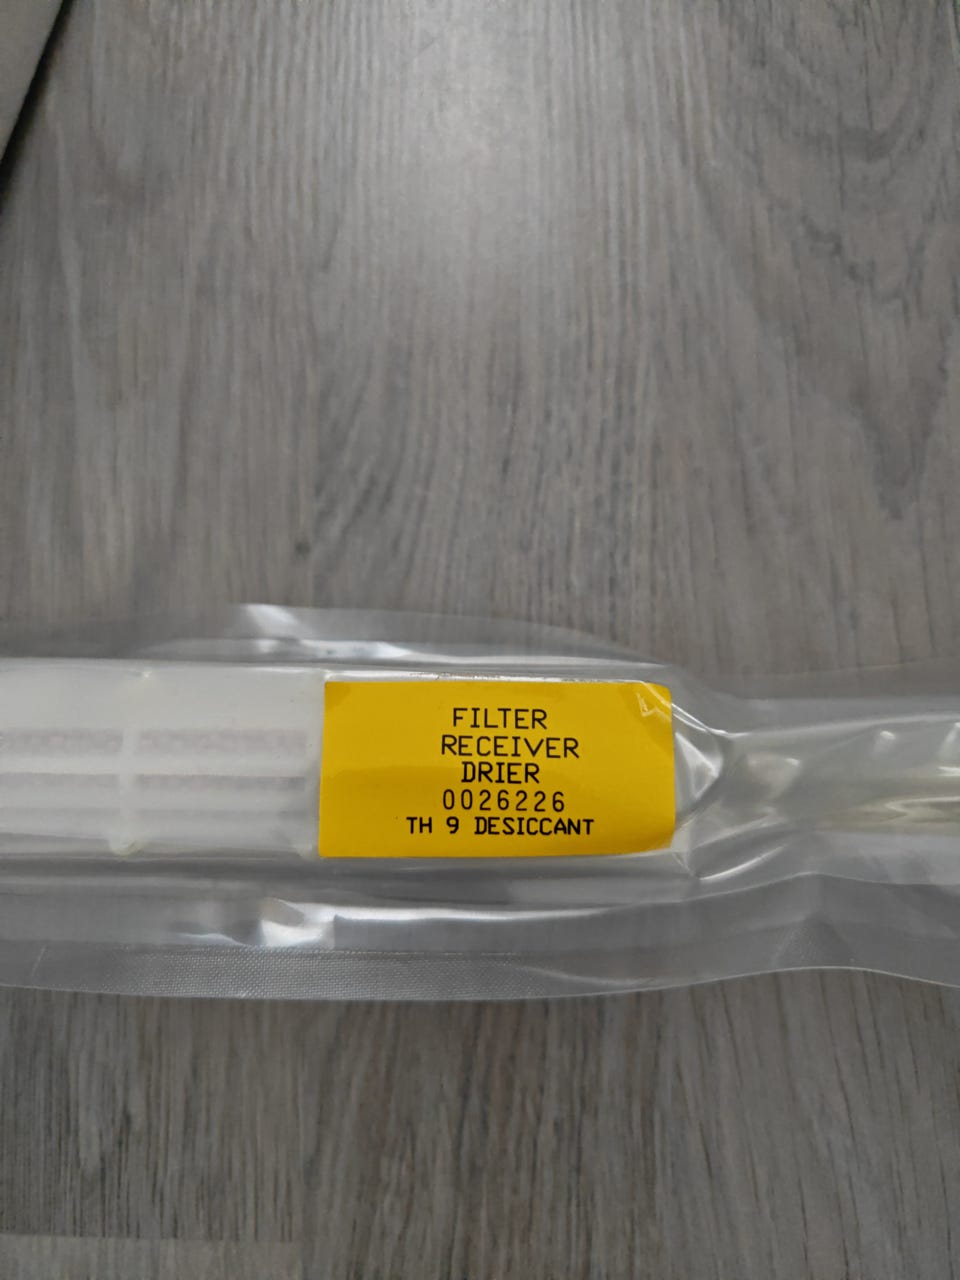 FILTER
RECEIVER
DRIER
0026226
TH 9 DESICCANT